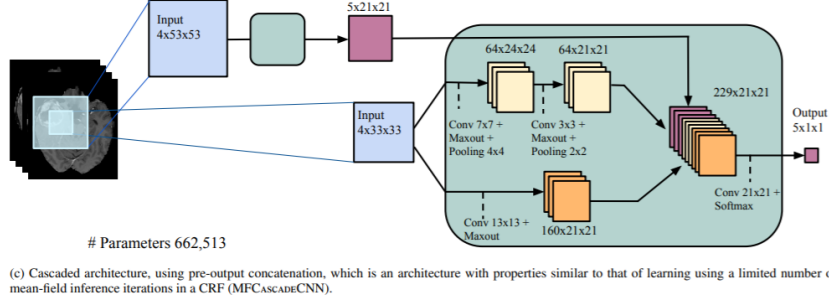 Input
4x53x53
5x21x21
64x24x24
64x21x21
229x21x21
Input
4x33x33
Conv 7x7 +
Maxout +
Pooling 4x4
Conv 3x3 +
Maxout +
Pooling 2x2
Output
5x1x1
Conv 21x21 +
Softmax
Conv 13x13 +
Maxout
160x21x21
# Parameters 662,513
(c) Cascaded architecture, using pre-output concatenation, which is an architecture with properties similar to that of learning using a limited number
mean-field inference iterations in a CRF (MFCASCADECNN).